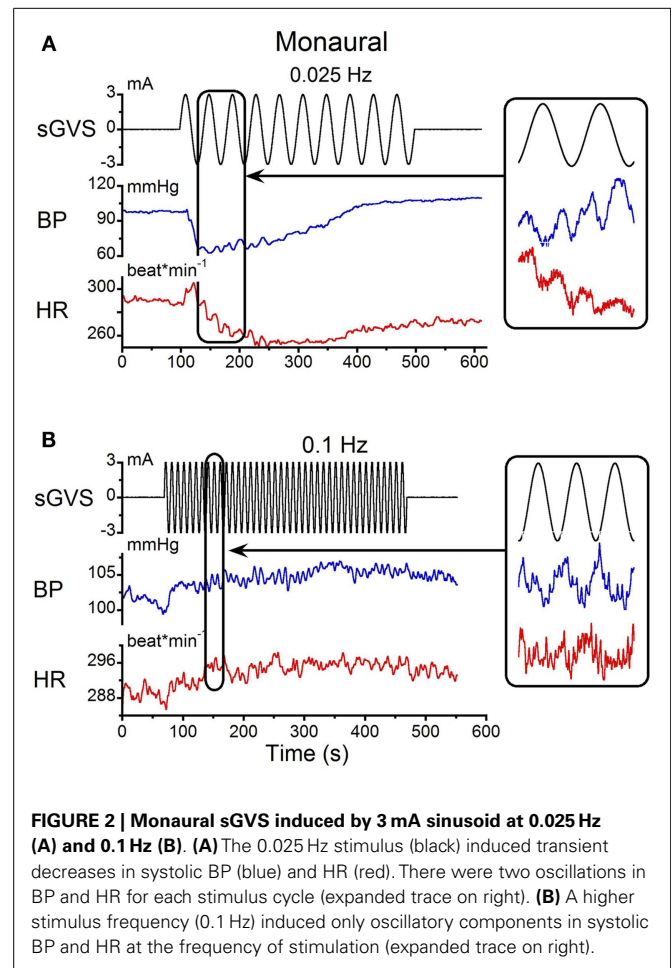 A
Monaural
0.025 Hz
mA
3
0
-3
sGVS
mmHg
120
90
60
BP
beat*min-1
300
260
HR
0 100 200 300 400 500 600
B
0.1 Hz
mA
3
0
-3
sGVS
mmHg
105
100
BP
beat*min-1
296
288
HR
0 100 200 300 400 500 600
Time (s)
FIGURE 2 | Monaural sGVS induced by 3 mA sinusoid at 0.025 Hz
(A) and 0.1 Hz (B). (A) The 0.025 Hz stimulus (black) induced transient
decreases in systolic BP (blue) and HR (red). There were two oscillations in
BP and HR for each stimulus cycle (expanded trace on right). (B) A higher
stimulus frequency (0.1 Hz) induced only oscillatory components in systolic
BP and HR at the frequency of stimulation (expanded trace on right).